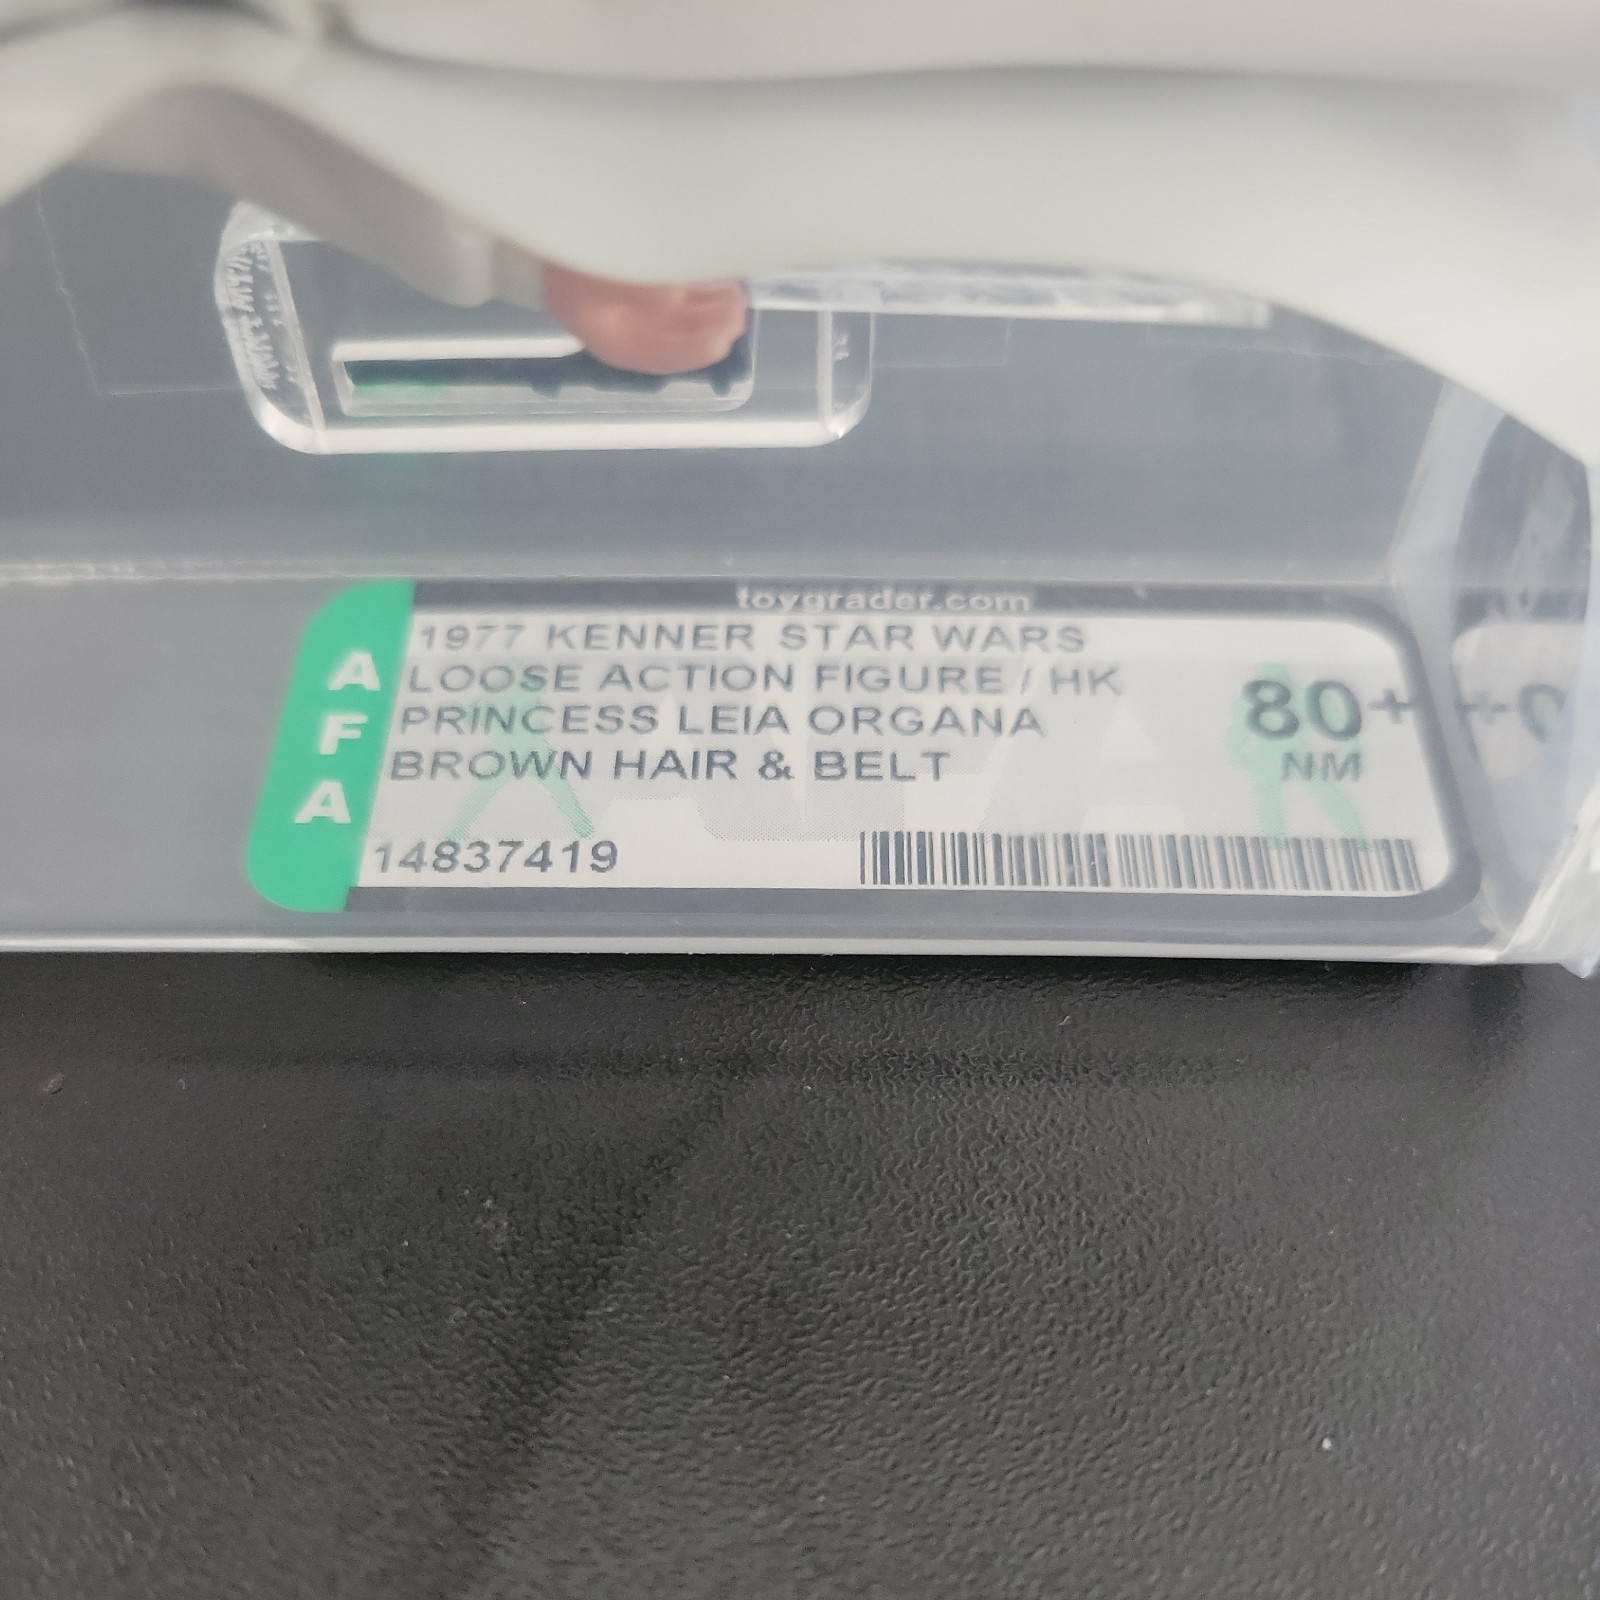 toygrader.com
AFA
1977 KENNER STAR WARS
LOOSE ACTION FIGURE / HK
PRINCESS LEIA ORGANA
BROWN HAIR & BELT
80+
NM
14837419